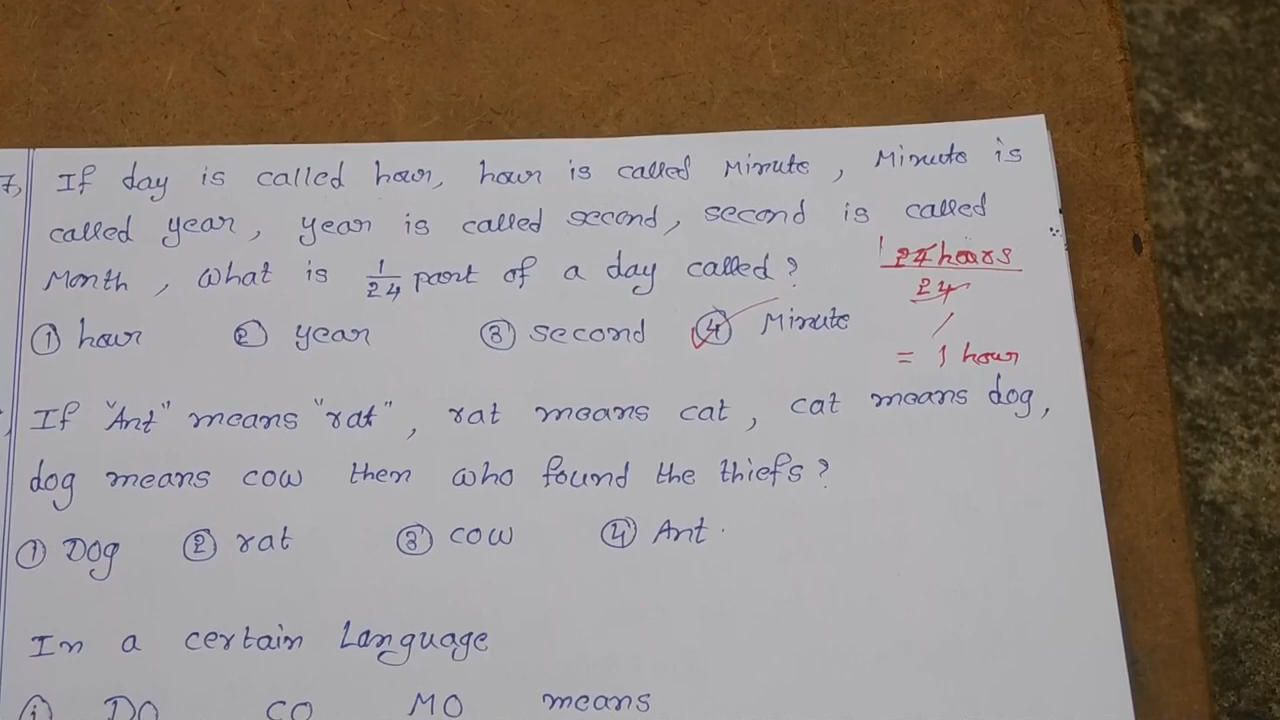 7, If day is called hour, hour is called Minute, Minute is
called year, year is called second, second is called
Month, what is 1/24 part of a day called?
24 hours
24
= 1 hour
① hour ② year ③ second ④ Minute
If "Ant" means "rat", rat means cat, cat means dog,
dog means cow then who found the thiefs?
① Dog ② rat ③ cow ④ Ant.
In a certain Language
(i) DO CO MO means